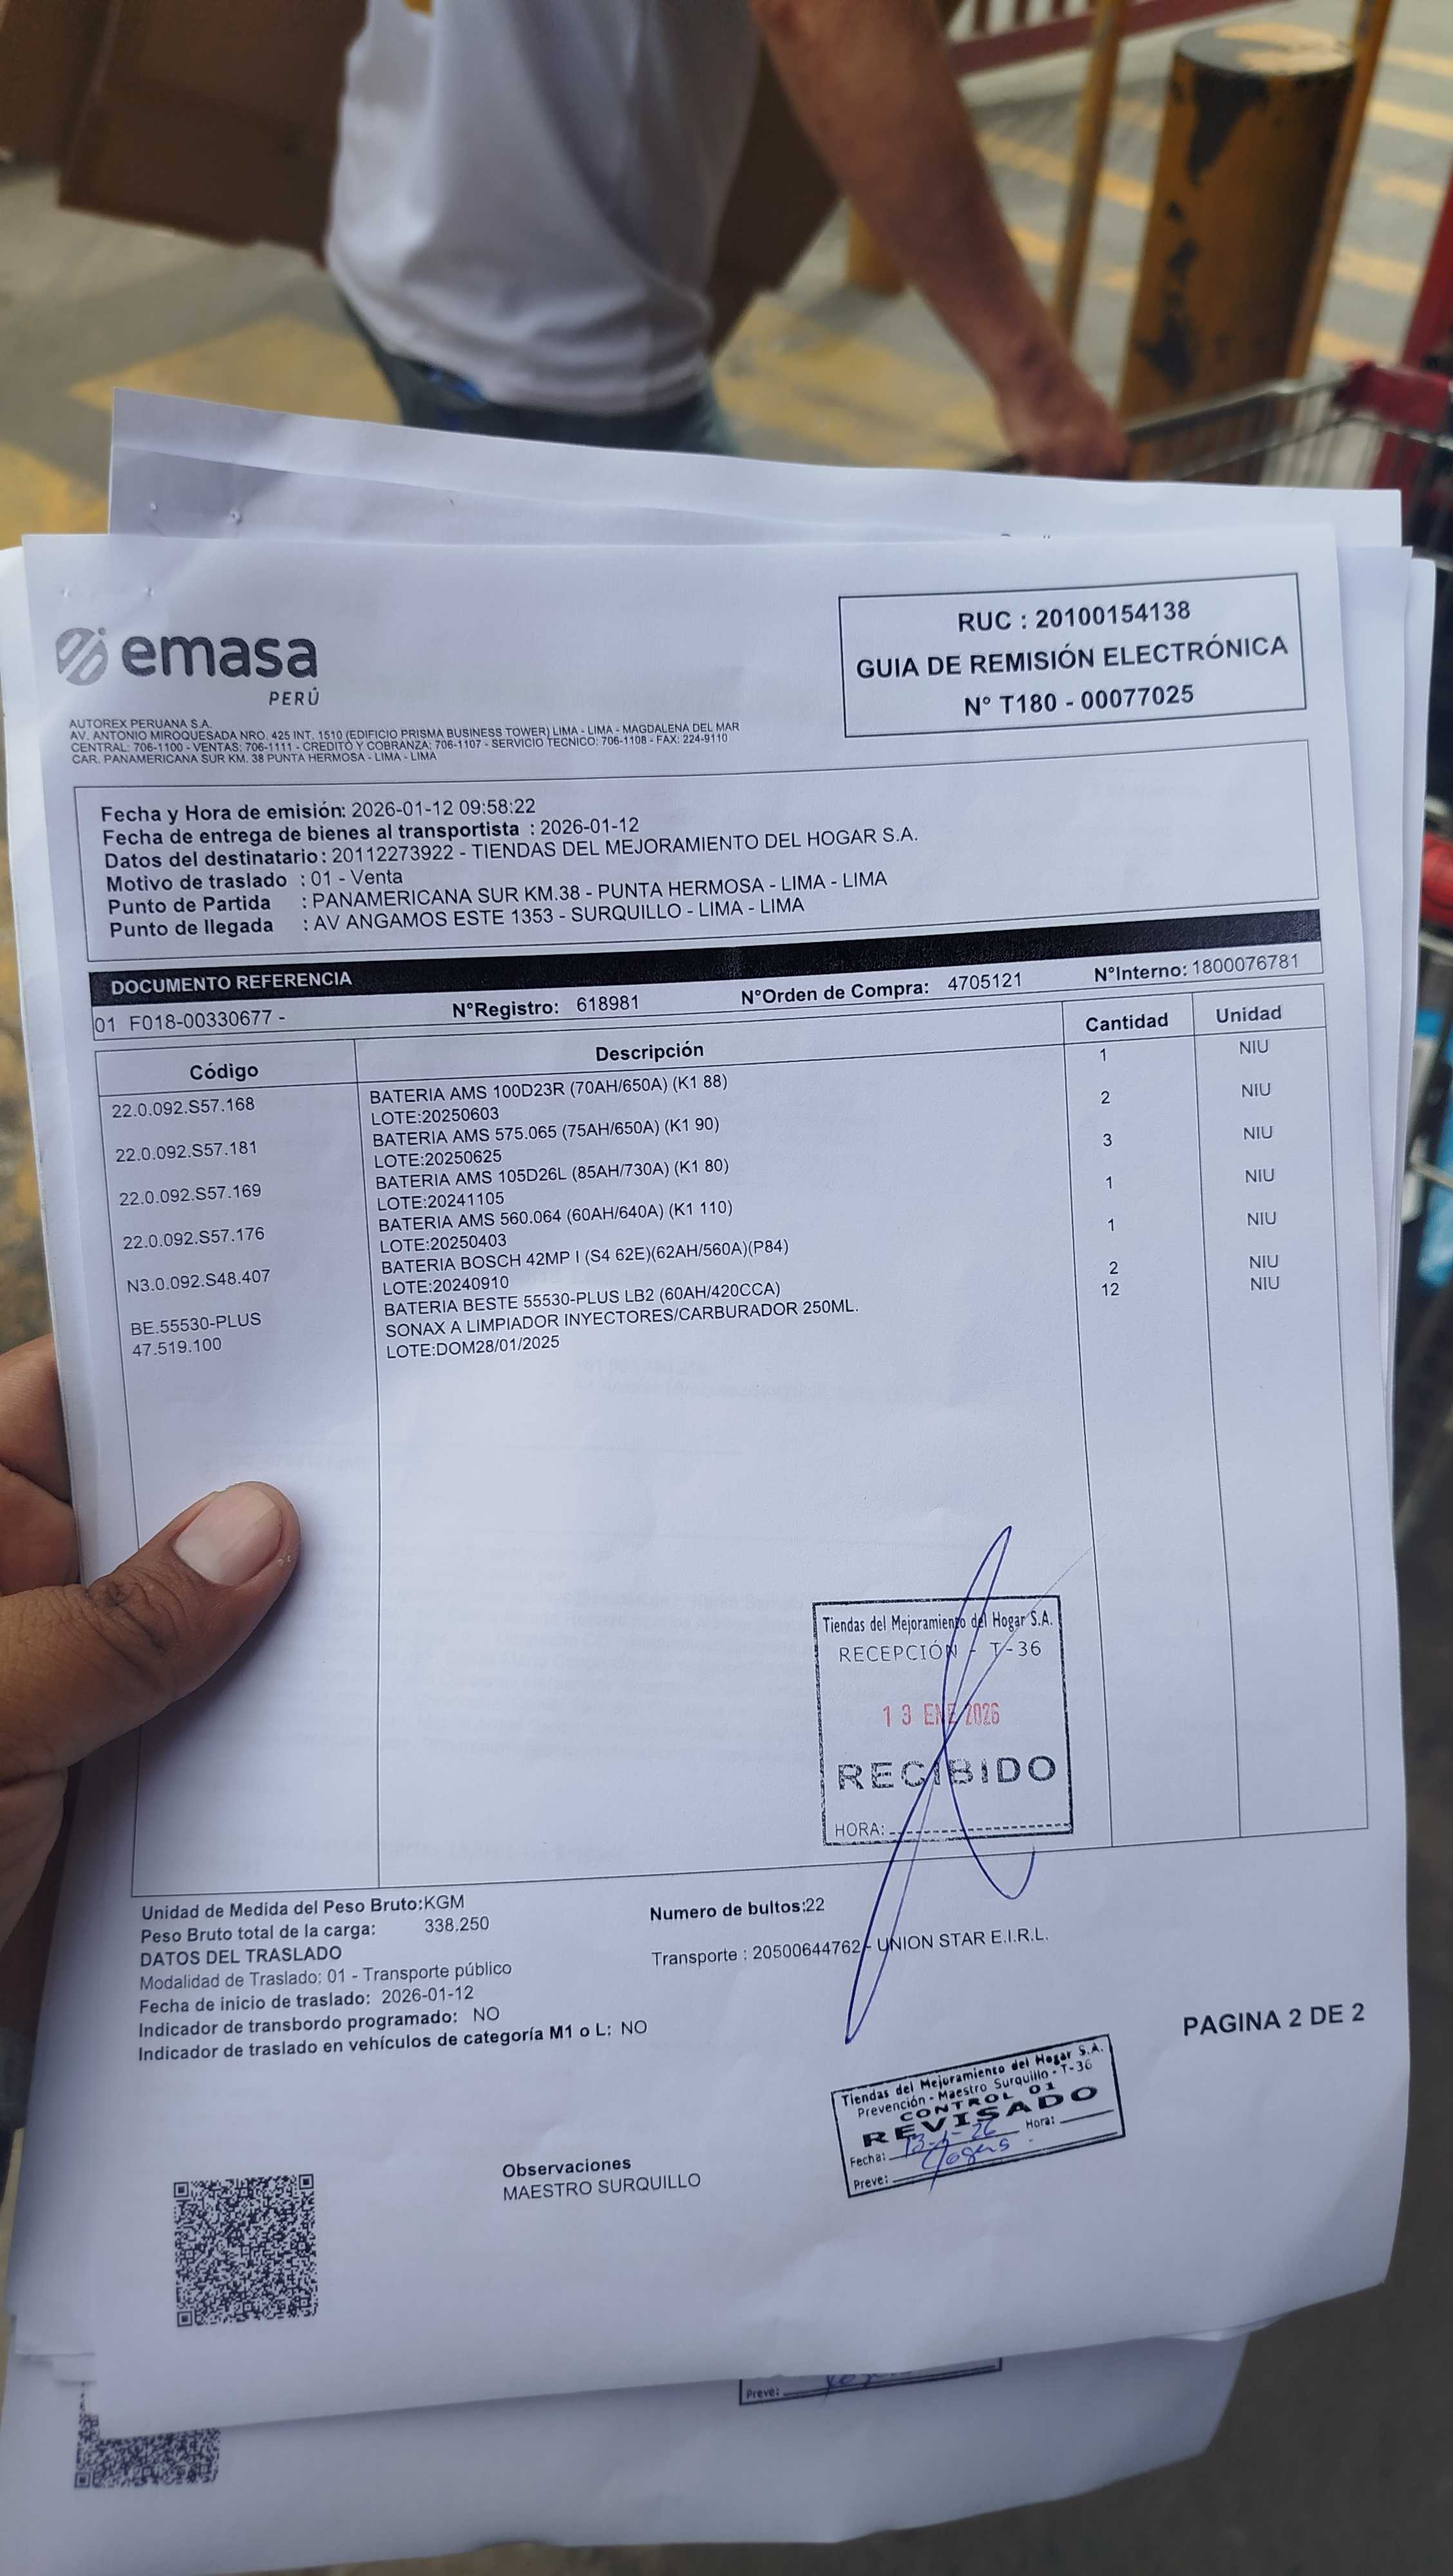 emasa
PERÚ
RUC : 20100154138
GUIA DE REMISIÓN ELECTRÓNICA
N° T180 - 00077025
AUTOREX PERUANA S.A.
AV. ANTONIO MIROQUESADA NRO. 425 INT. 1510 (EDIFICIO PRISMA BUSINESS TOWER) LIMA - LIMA - MAGDALENA DEL MAR
CENTRAL: 706-1100 - VENTAS: 706-1111 - CREDITO Y COBRANZA: 706-1107 - SERVICIO TECNICO: 706-1108 - FAX: 224-9110
CAR. PANAMERICANA SUR KM. 38 PUNTA HERMOSA - LIMA - LIMA
Fecha y Hora de emisión: 2026-01-12 09:58:22
Fecha de entrega de bienes al transportista : 2026-01-12
Datos del destinatario : 20112273922 - TIENDAS DEL MEJORAMIENTO DEL HOGAR S.A.
Motivo de traslado : 01 - Venta
Punto de Partida : PANAMERICANA SUR KM.38 - PUNTA HERMOSA - LIMA - LIMA
Punto de llegada : AV ANGAMOS ESTE 1353 - SURQUILLO - LIMA - LIMA
DOCUMENTO REFERENCIA
01 F018-00330677 - N°Registro: 618981 N°Orden de Compra: 4705121 N°Interno: 1800076781
Código Descripción Cantidad Unidad
22.0.092.S57.168 BATERIA AMS 100D23R (70AH/650A) (K1 88) 1 NIU
LOTE:20250603
22.0.092.S57.181 BATERIA AMS 575.065 (75AH/650A) (K1 90) 2 NIU
LOTE:20250625
22.0.092.S57.169 BATERIA AMS 105D26L (85AH/730A) (K1 80) 3 NIU
LOTE:20241105
22.0.092.S57.176 BATERIA AMS 560.064 (60AH/640A) (K1 110) 1 NIU
LOTE:20250403
N3.0.092.S48.407 BATERIA BOSCH 42MP I (S4 62E)(62AH/560A)(P84) 1 NIU
LOTE:20240910
BE.55530-PLUS BATERIA BESTE 55530-PLUS LB2 (60AH/420CCA) 2 NIU
47.519.100 SONAX A LIMPIADOR INYECTORES/CARBURADOR 250ML. 12 NIU
LOTE:DOM28/01/2025
Tiendas del Mejoramiento del Hogar S.A.
RECEPCIÓN - T-36
13 ENE 2026
RECIBIDO
HORA:
Unidad de Medida del Peso Bruto:KGM
Peso Bruto total de la carga: 338.250
Numero de bultos:22
DATOS DEL TRASLADO
Modalidad de Traslado: 01 - Transporte público
Transporte : 20500644762 - UNION STAR E.I.R.L.
Fecha de inicio de traslado: 2026-01-12
Indicador de transbordo programado: NO
Indicador de traslado en vehículos de categoría M1 o L: NO
PAGINA 2 DE 2
Tiendas del Mejoramiento del Hogar S.A.
Prevención - Maestro Surquillo - T-36
CONTROL 01
REVISADO
Fecha: 13-1-26 Hora:
Preve:
Observaciones
MAESTRO SURQUILLO
Preve: